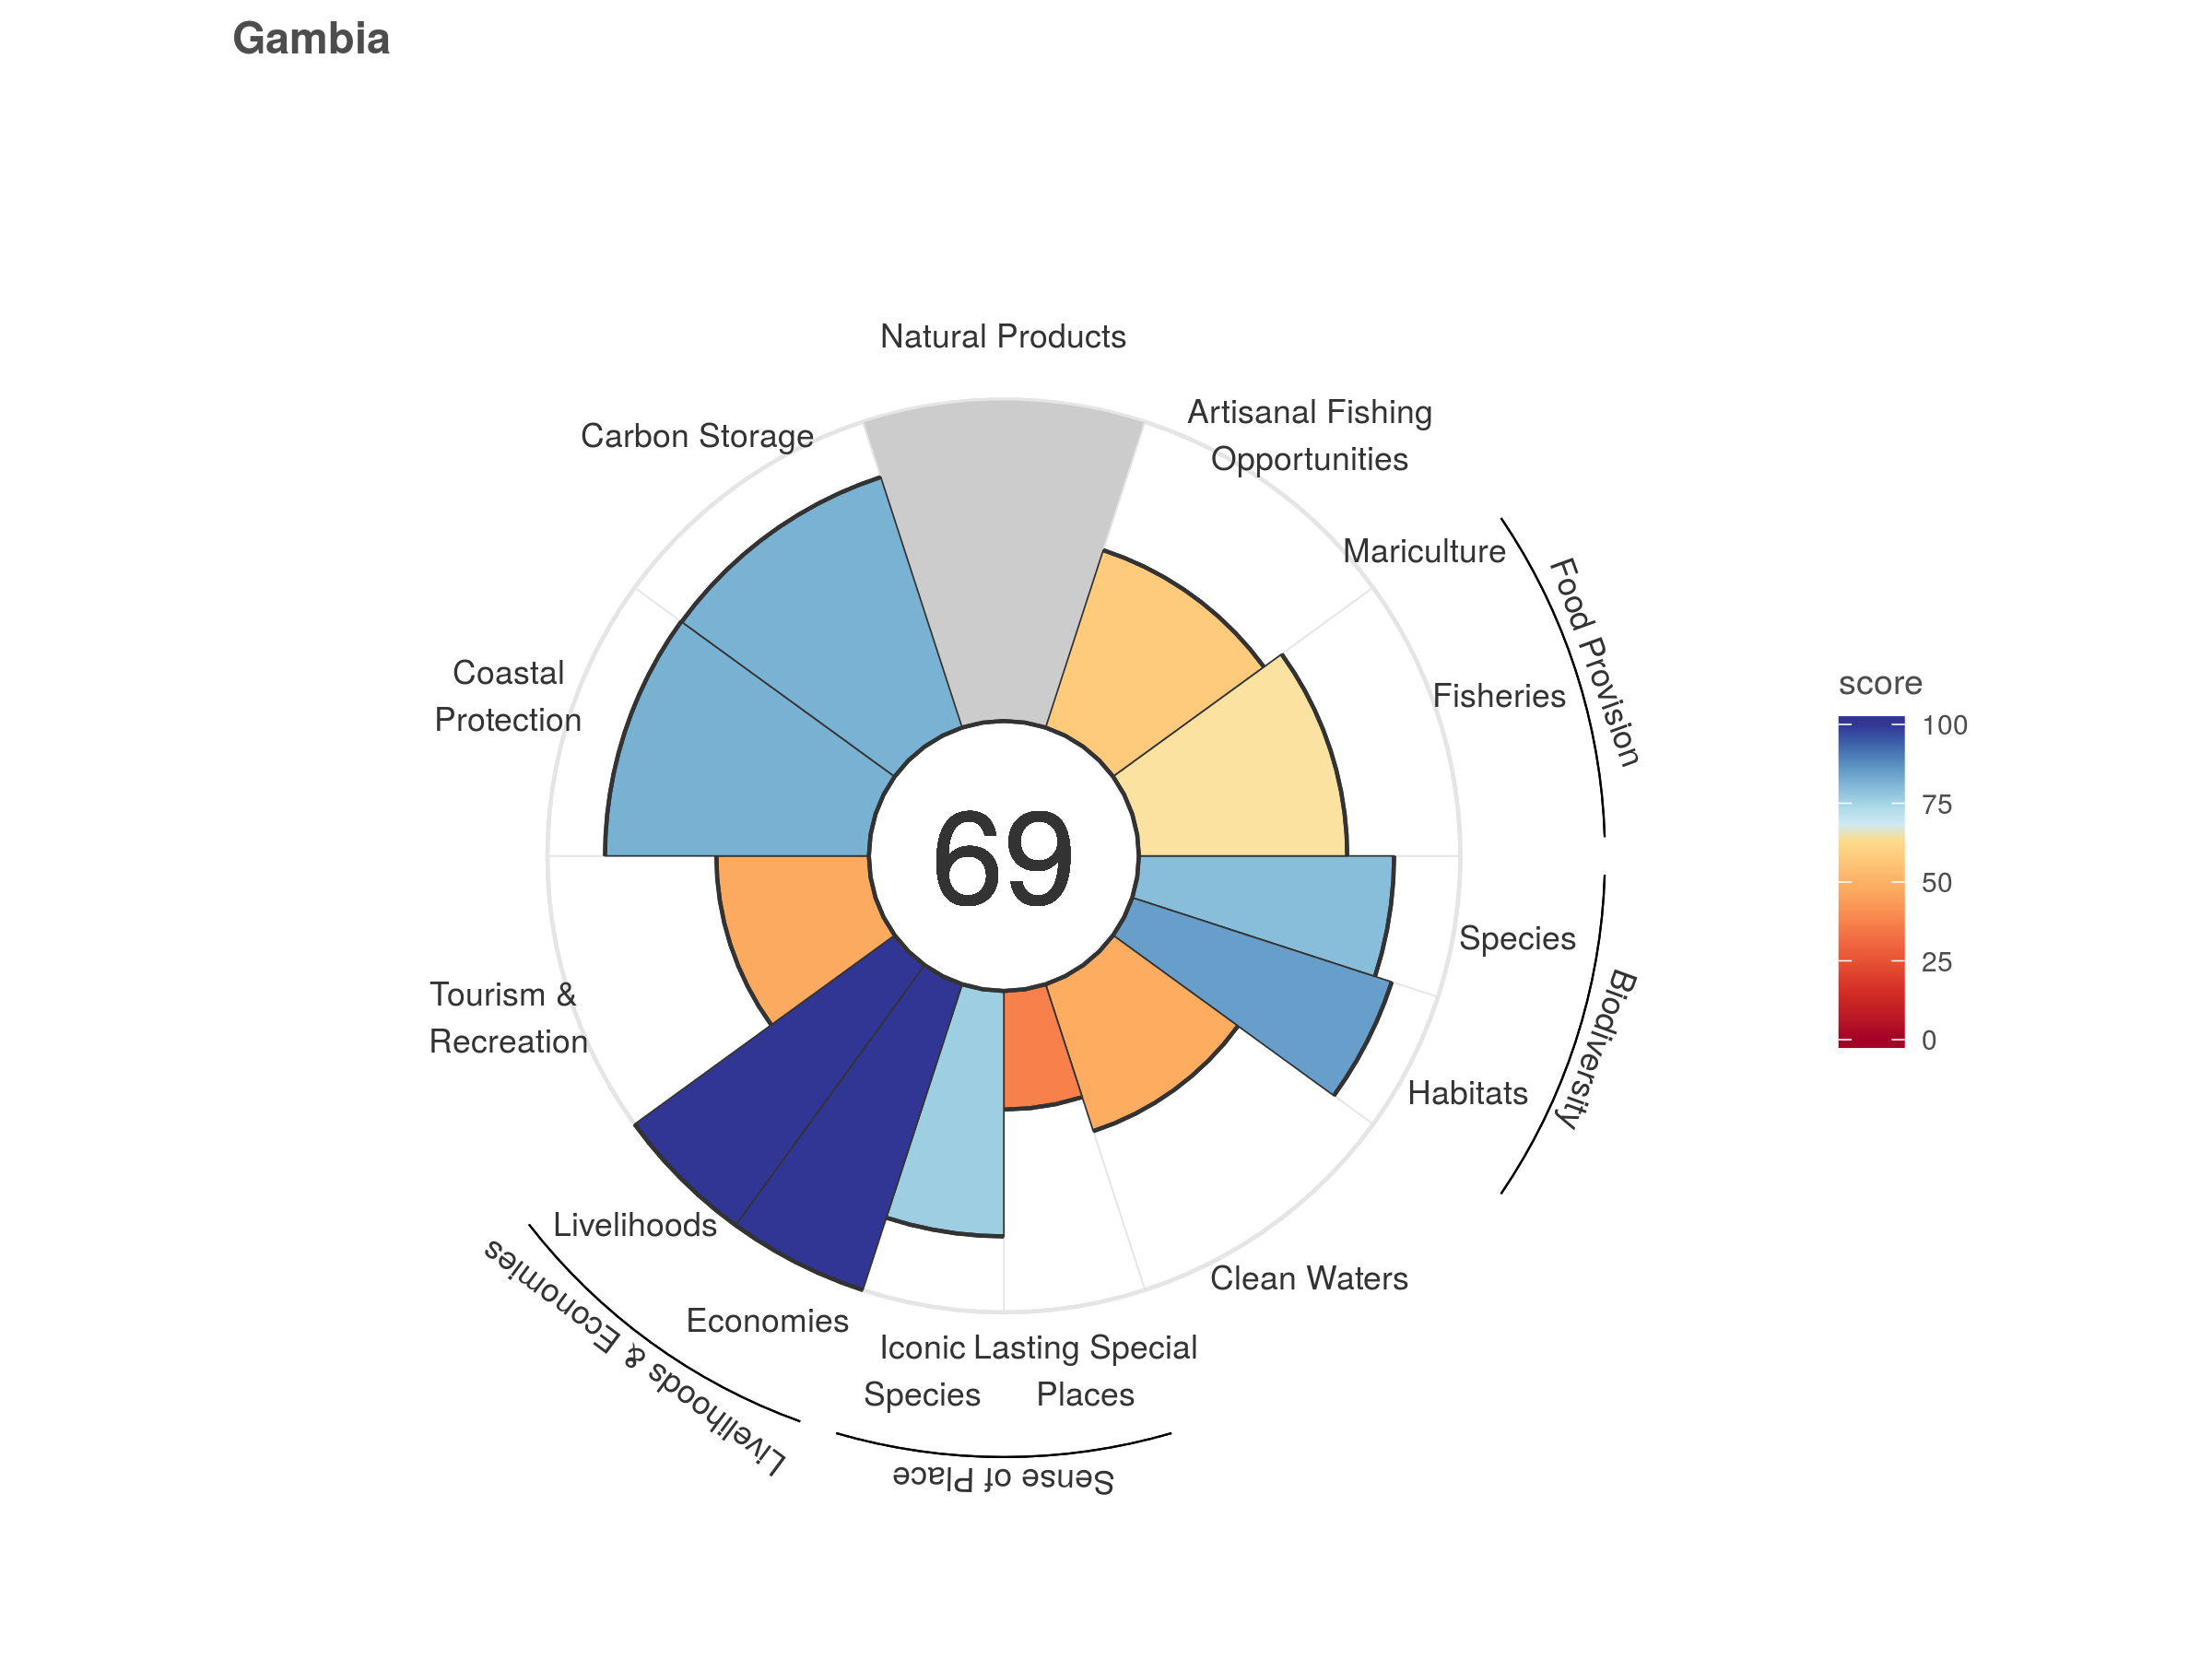 Gambia
Natural Products
Artisanal Fishing
Opportunities
Carbon Storage
Mariculture
Food Provision
Fisheries
Coastal
Protection
score
100
75
50
25
0
69
Species
Biodiversity
Habitats
Tourism &
Recreation
Livelihoods
Clean Waters
Economies
Livelihoods & Economies
Iconic
Species
Lasting Special
Places
Sense of Place